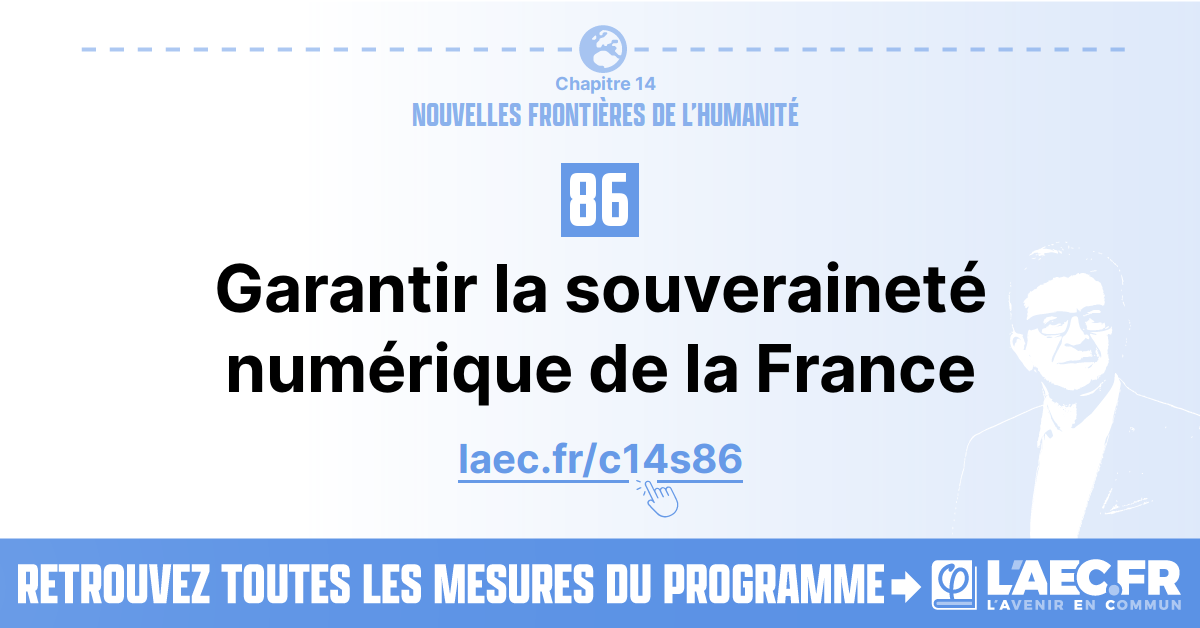 Chapitre 14
NOUVELLES FRONTIÈRES DE L'HUMANITÉ
86
Garantir la souveraineté
numérique de la France
laec.fr/c14s86
RETROUVEZ TOUTES LES MESURES DU PROGRAMME
L'AEC.FR
L'AVENIR EN COMMUN